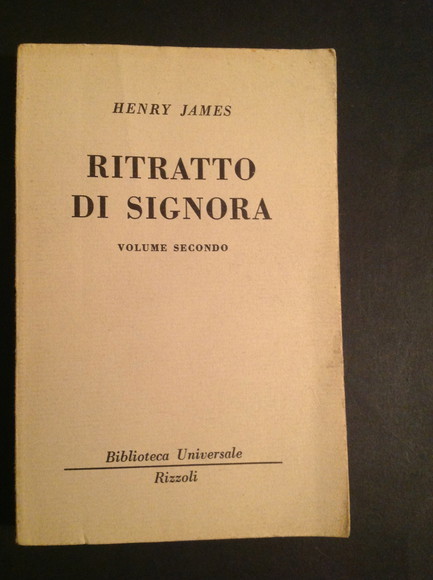 HENRY JAMES
RITRATTO
DI SIGNORA
VOLUME SECONDO
Biblioteca Universale
Rizzoli